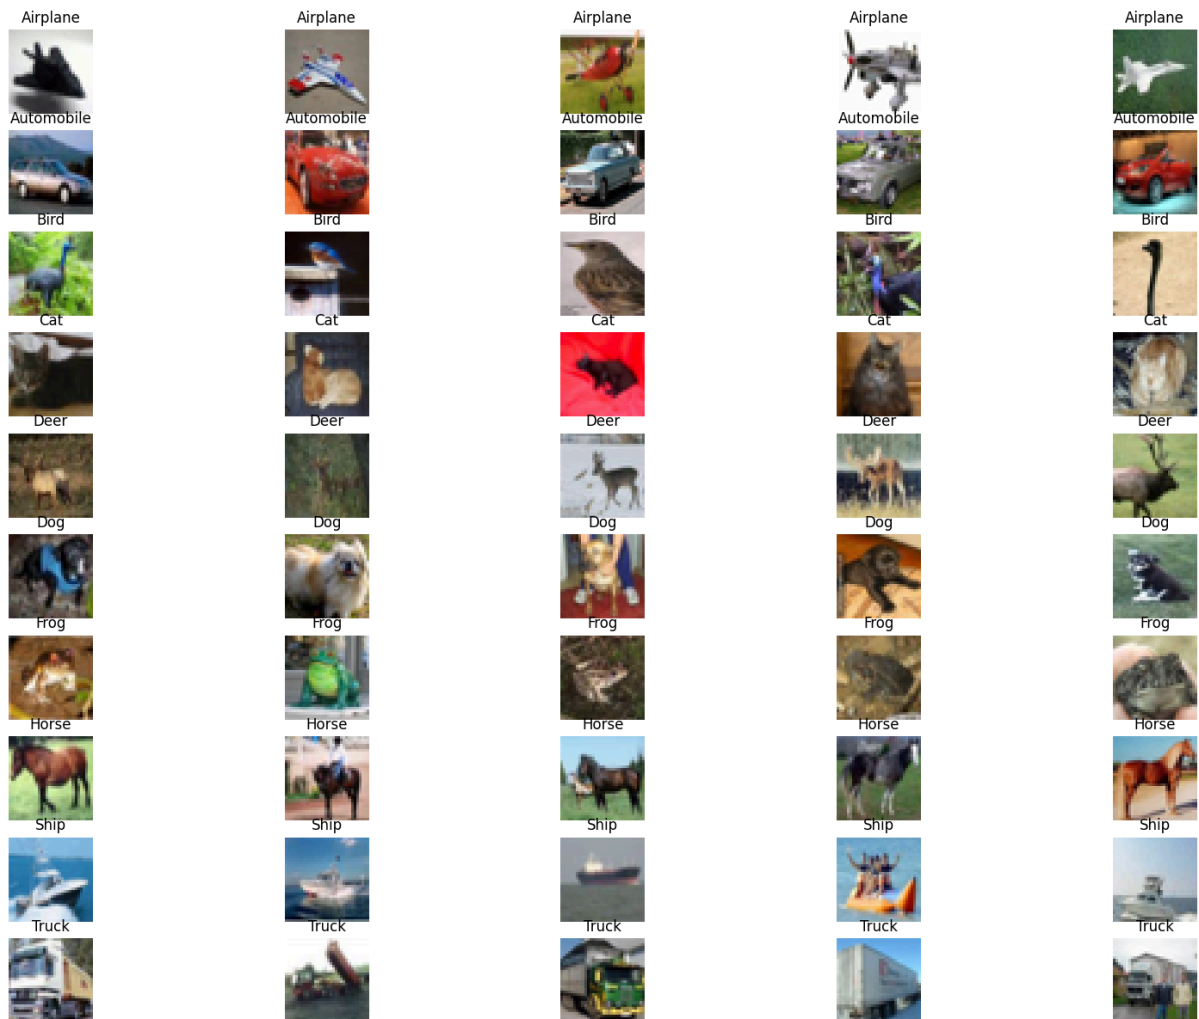 Airplane Airplane Airplane Airplane Airplane
Automobile Automobile Automobile Automobile Automobile
Bird Bird Bird Bird Bird
Cat Cat Cat Cat Cat
Deer Deer Deer Deer Deer
Dog Dog Dog Dog Dog
Frog Frog Frog Frog Frog
Horse Horse Horse Horse Horse
Ship Ship Ship Ship Ship
Truck Truck Truck Truck Truck